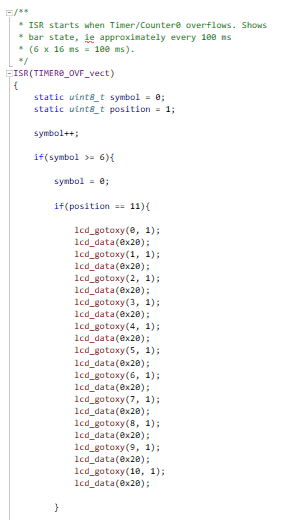 /**
 * ISR starts when Timer/Counter0 overflows. Shows
 * bar state, ie approximately every 100 ms
 * (6 x 16 ms = 100 ms).
 */
ISR(TIMER0_OVF_vect)
{
    static uint8_t symbol = 0;
    static uint8_t position = 1;

    symbol++;

    if(symbol >= 6){

        symbol = 0;

        if(position == 11){

            lcd_gotoxy(0, 1);
            lcd_data(0x20);
            lcd_gotoxy(1, 1);
            lcd_data(0x20);
            lcd_gotoxy(2, 1);
            lcd_data(0x20);
            lcd_gotoxy(3, 1);
            lcd_data(0x20);
            lcd_gotoxy(4, 1);
            lcd_data(0x20);
            lcd_gotoxy(5, 1);
            lcd_data(0x20);
            lcd_gotoxy(6, 1);
            lcd_data(0x20);
            lcd_gotoxy(7, 1);
            lcd_data(0x20);
            lcd_gotoxy(8, 1);
            lcd_data(0x20);
            lcd_gotoxy(9, 1);
            lcd_data(0x20);
            lcd_gotoxy(10, 1);
            lcd_data(0x20);

        }